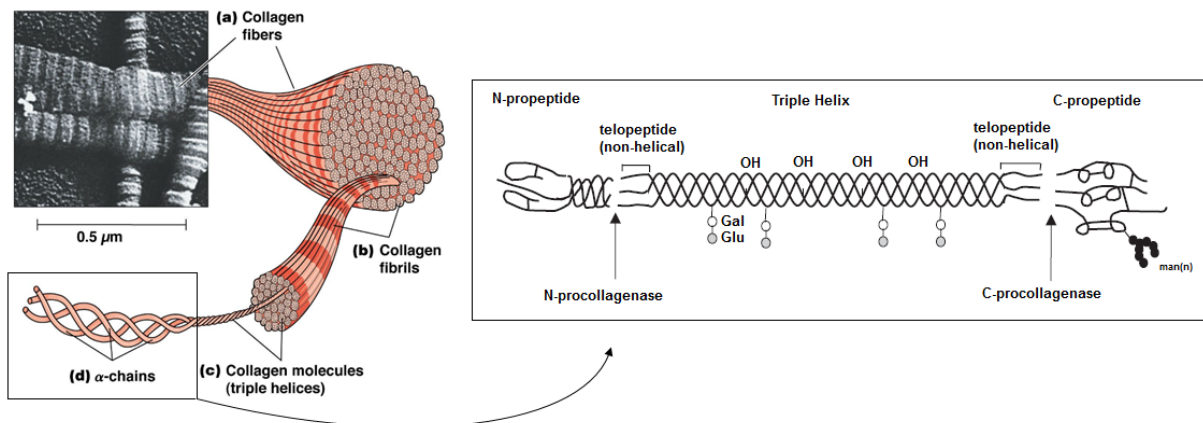 (a) Collagen
fibers
0.5 µm
(b) Collagen
fibrils
(c) Collagen molecules
(triple helices)
(d) α-chains
N-propeptide
Triple Helix
C-propeptide
telopeptide
(non-helical)
telopeptide
(non-helical)
OH
OH
OH
OH
Gal
Glu
man(n)
N-procollagenase
C-procollagenase